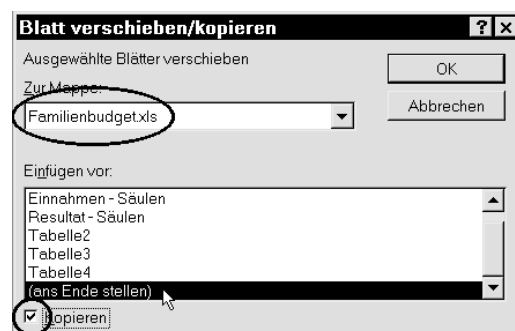 Blatt verschieben/kopieren
Ausgewählte Blätter verschieben
OK
Zur Mappe:
Abbrechen
Familienbudget.xls
Einfügen vor:
Einnahmen - Säulen
Resultat - Säulen
Tabelle2
Tabelle3
Tabelle4
(ans Ende stellen)
Kopieren